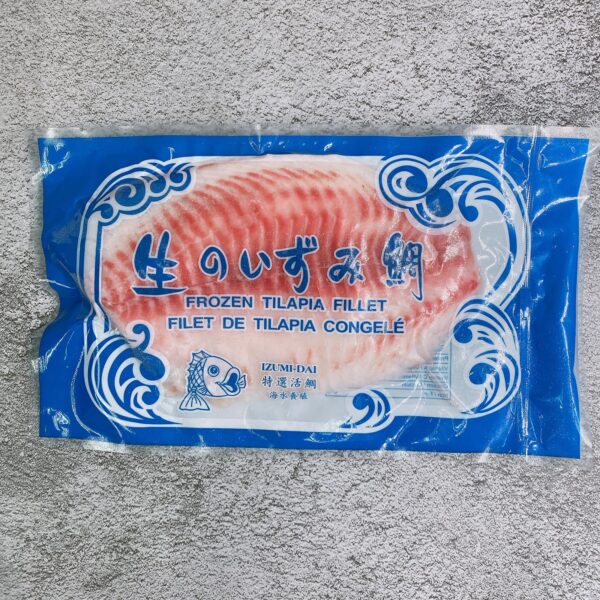 生のいずみ鯛
FROZEN TILAPIA FILLET
FILET DE TILAPIA CONGELÉ
IZUMI-DAI
特選活鯛
海水養殖